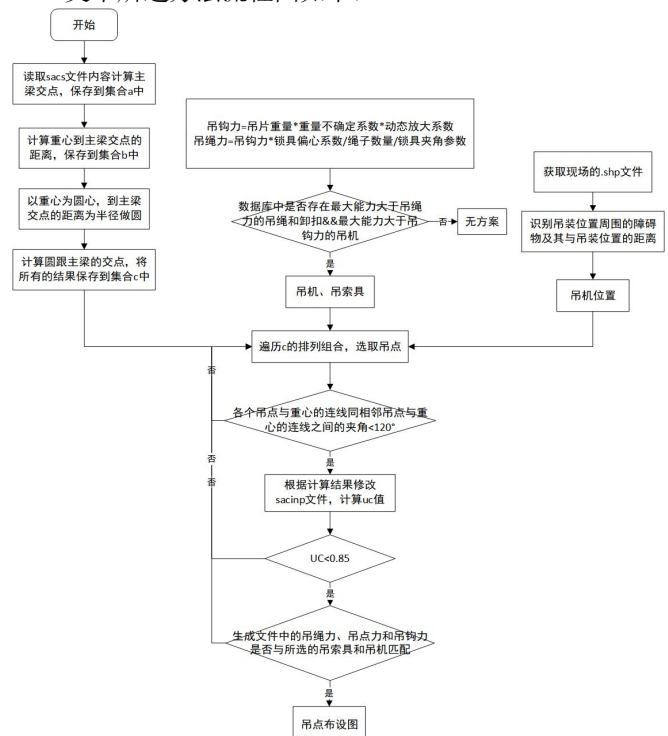 开始
读取sacs文件内容计算主
梁交点，保存到集合a中
计算重心到主梁交点的
距离，保存到集合b中
以重心为圆心，到主梁
交点的距离为半径做圆
计算圆跟主梁的交点，将
所有的结果保存到集合c中
吊钩力=吊片重量*重量不确定系数*动态放大系数
吊绳力=吊钩力*锁具偏心系数/绳子数量/锁具夹角参数
数据库中是否存在最大能力大于吊绳
力的吊绳和卸扣&&最大能力大于吊
钩力的吊机
否
无方案
是
吊机、吊索具
获取现场的.shp文件
识别吊装位置周围的障碍
物及其与吊装位置的距离
吊机位置
遍历c的排列组合，选取吊点
否
各个吊点与重心的连线同相邻吊点与重
心的连线之间的夹角<120°
否
是
否
根据计算结果修改
sacinp文件，计算uc值
UC<0.85
是
生成文件中的吊绳力、吊点力和吊钩力
是否与所选的吊索具和吊机匹配
是
吊点布设图